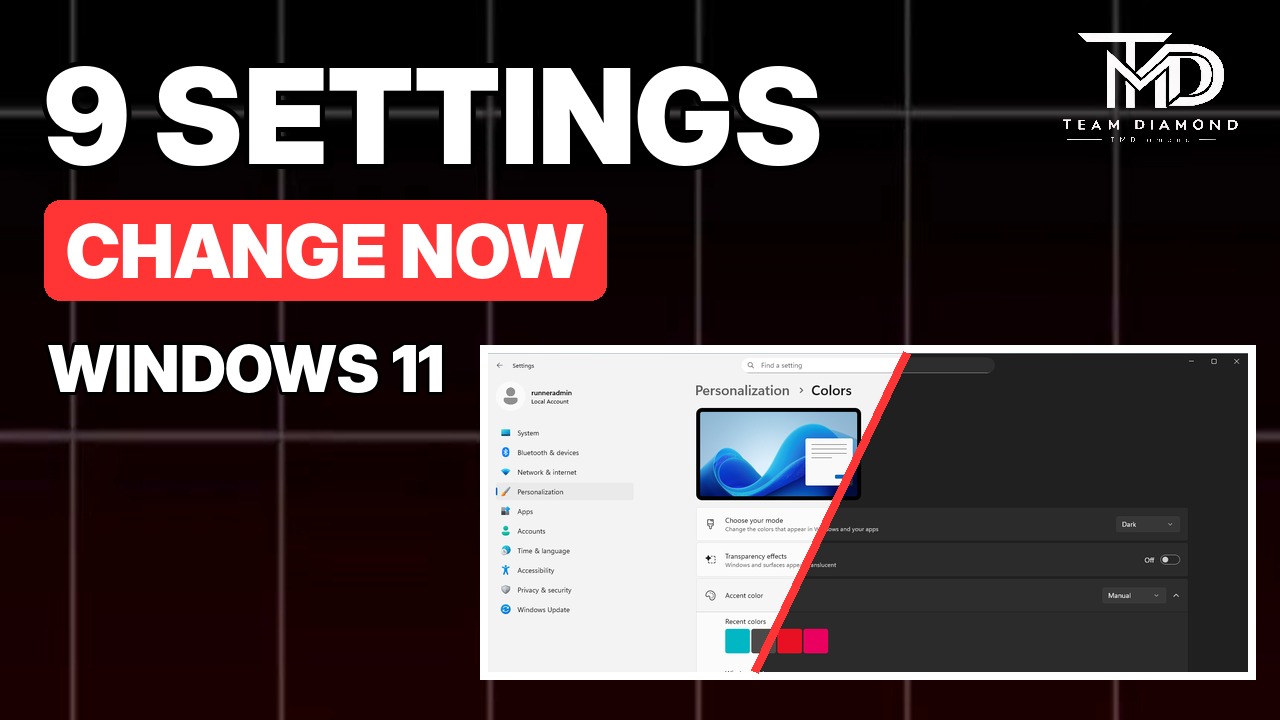 9 SETTINGS
CHANGE NOW
WINDOWS 11
TMD
TEAM DIAMOND
Settings
Find a setting
runneradmin
Local Account
System
Bluetooth & devices
Network & internet
Personalization
Apps
Accounts
Time & language
Accessibility
Privacy & security
Windows Update
Personalization > Colors
Choose your mode
Change the colors that appear in Windows and your apps
Dark
Transparency effects
Windows and surfaces appear translucent
Off
Accent color
Manual
Recent colors